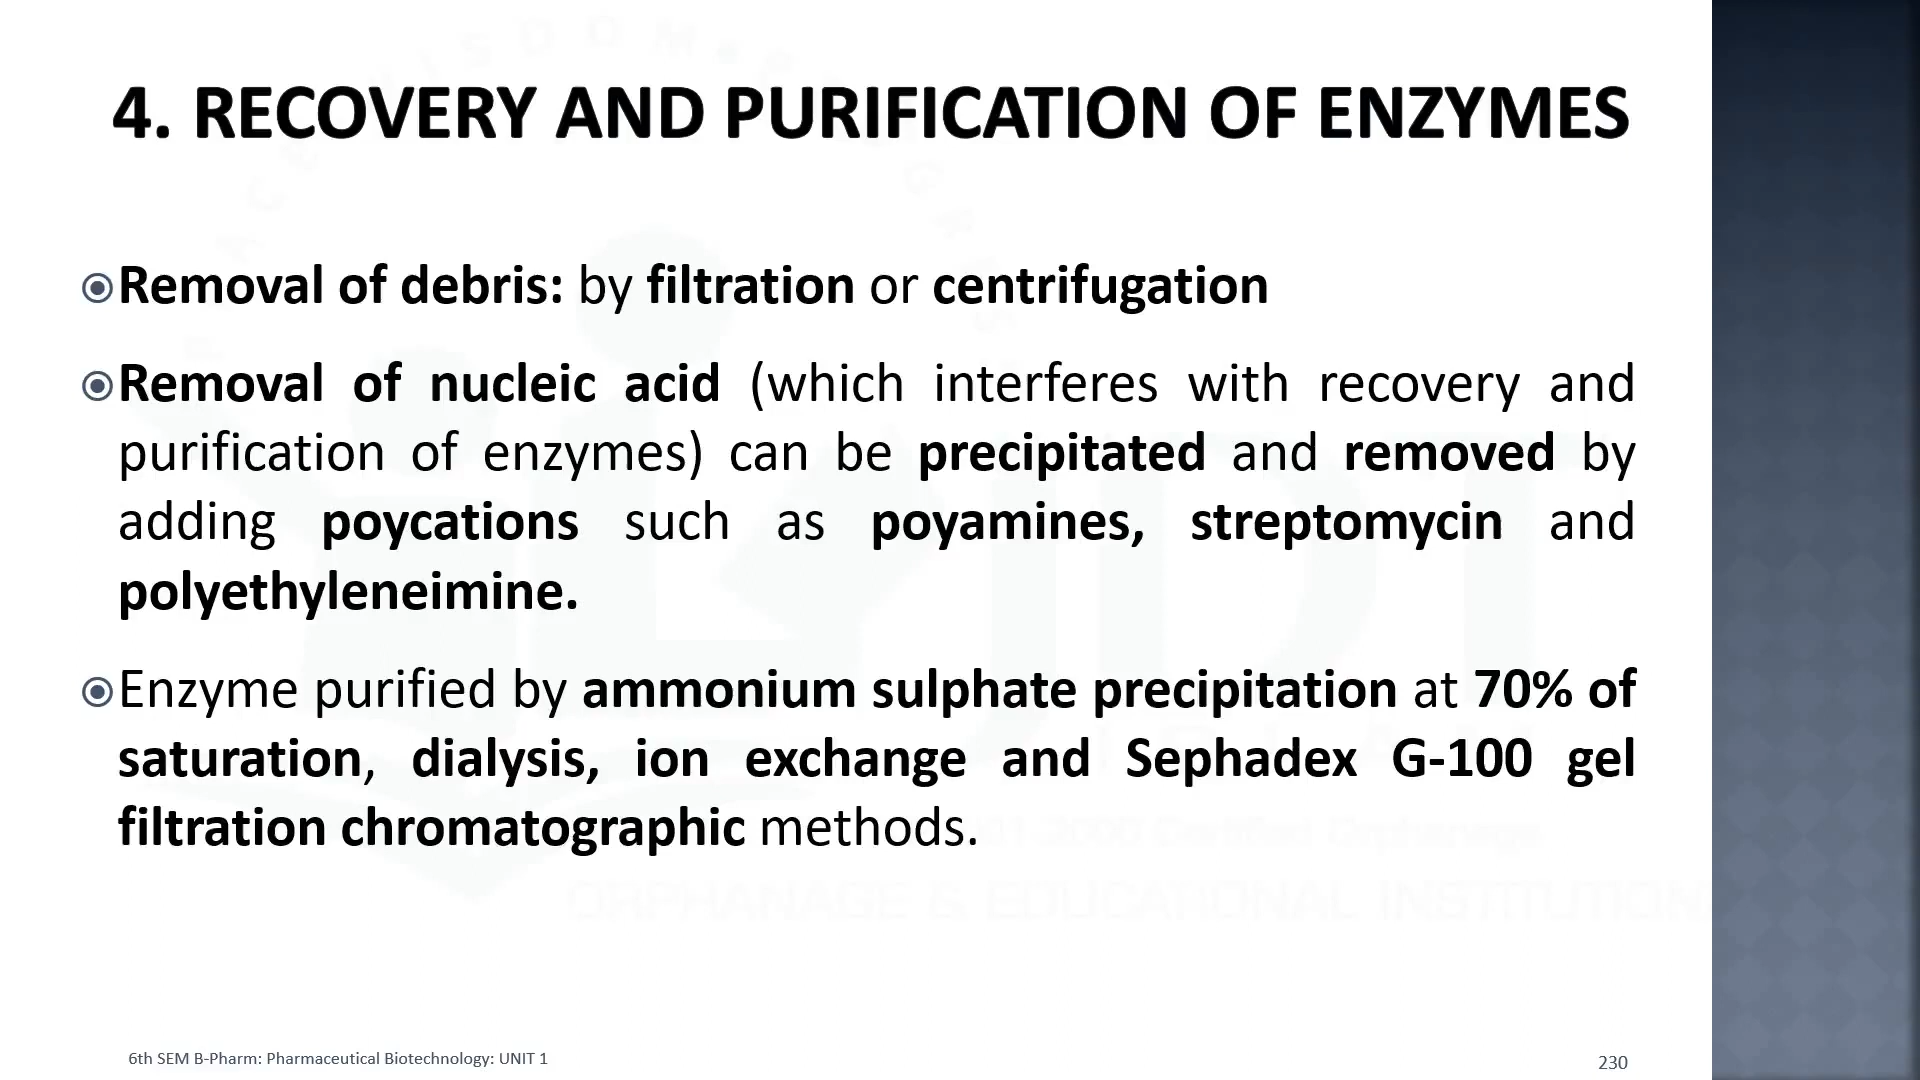 4. RECOVERY AND PURIFICATION OF ENZYMES
Removal of debris: by filtration or centrifugation
Removal of nucleic acid (which interferes with recovery and
purification of enzymes) can be precipitated and removed by
adding poycations such as poyamines, streptomycin and
polyethyleneimine.
Enzyme purified by ammonium sulphate precipitation at 70% of
saturation, dialysis, ion exchange and Sephadex G-100 gel
filtration chromatographic methods.
ORPHANAGE & EDUCATIONAL INSTITUTION
6th SEM B-Pharm: Pharmaceutical Biotechnology: UNIT 1
230